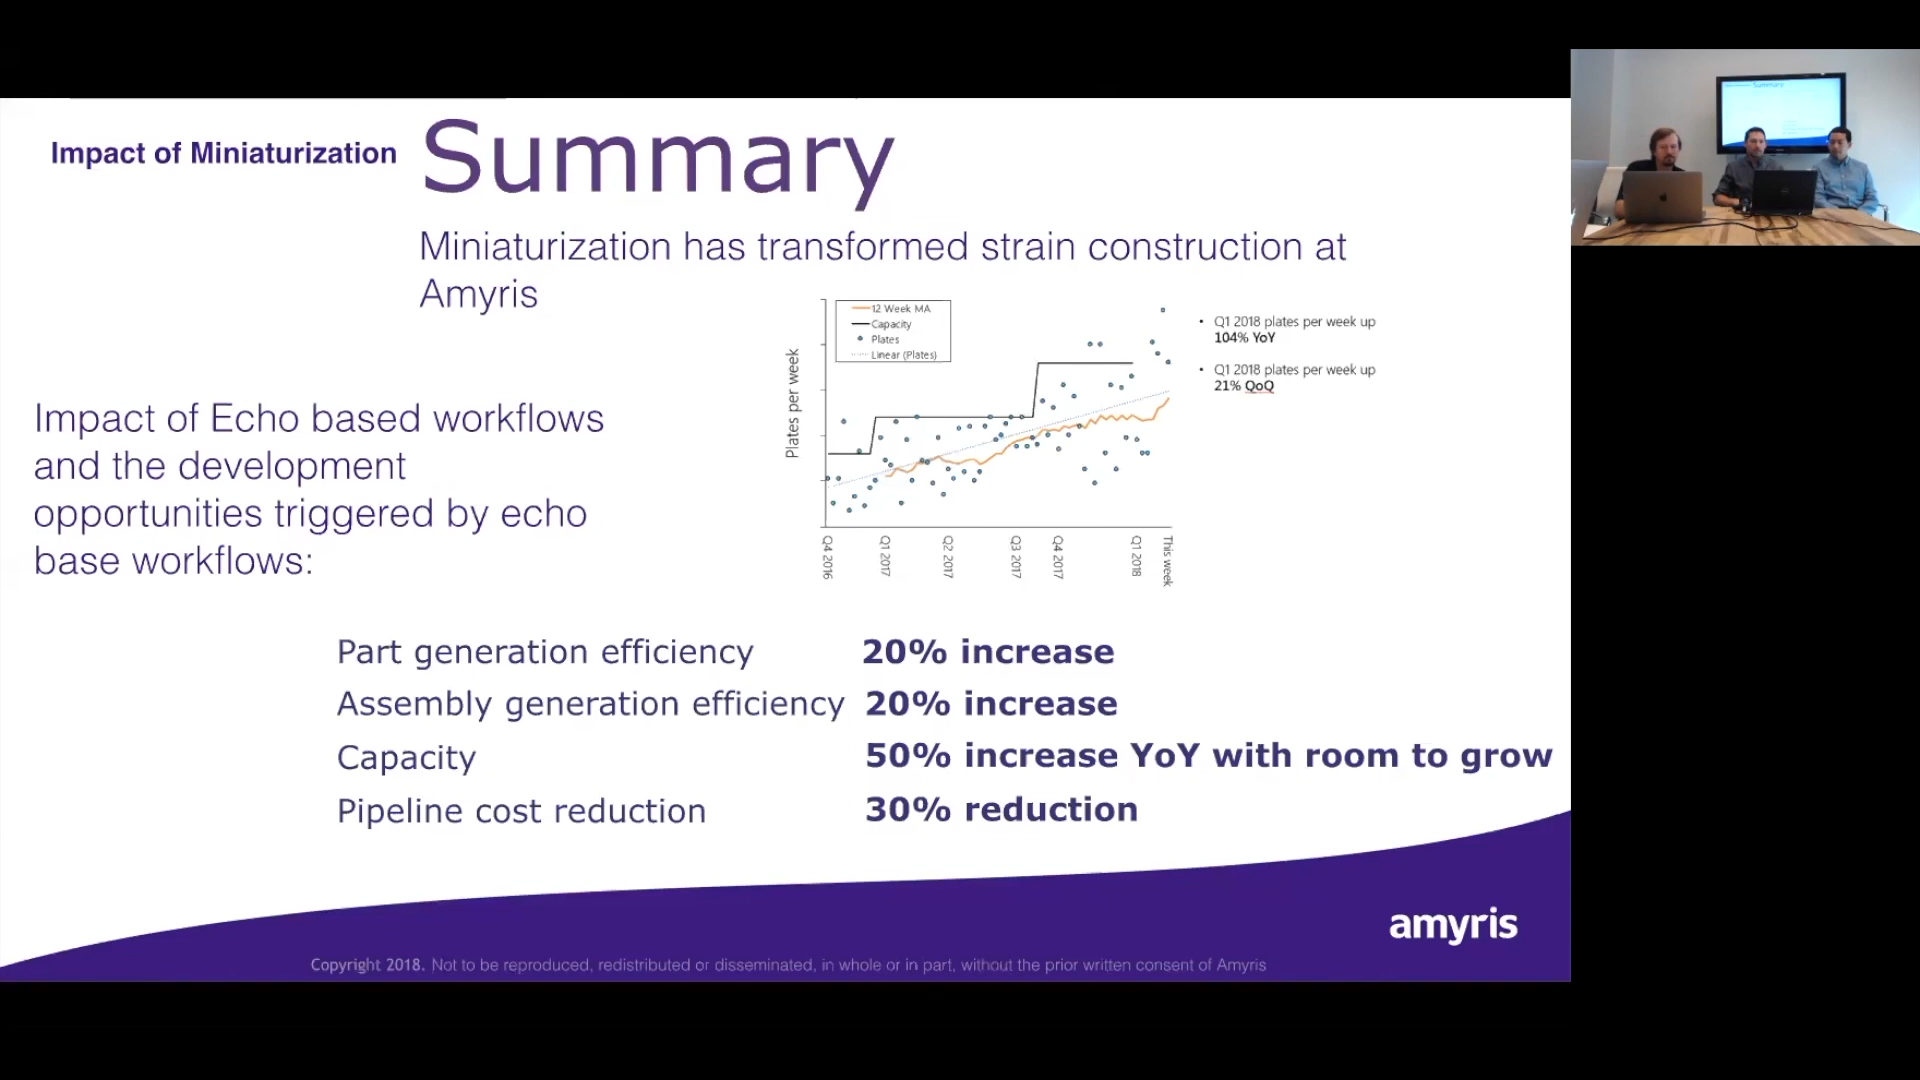 Impact of Miniaturization
Summary
Miniaturization has transformed strain construction at
Amyris
12 Week MA
Capacity
Plates
Linear (Plates)
Plates per week
Q4 2016
Q1 2017
Q2 2017
Q3 2017
Q4 2017
Q1 2018
This week
• Q1 2018 plates per week up
104% YoY
• Q1 2018 plates per week up
21% QoQ
Impact of Echo based workflows
and the development
opportunities triggered by echo
base workflows:
Part generation efficiency 20% increase
Assembly generation efficiency 20% increase
Capacity 50% increase YoY with room to grow
Pipeline cost reduction 30% reduction
amyris
Copyright 2018. Not to be reproduced, redistributed or disseminated, in whole or in part, without the prior written consent of Amyris
Summary